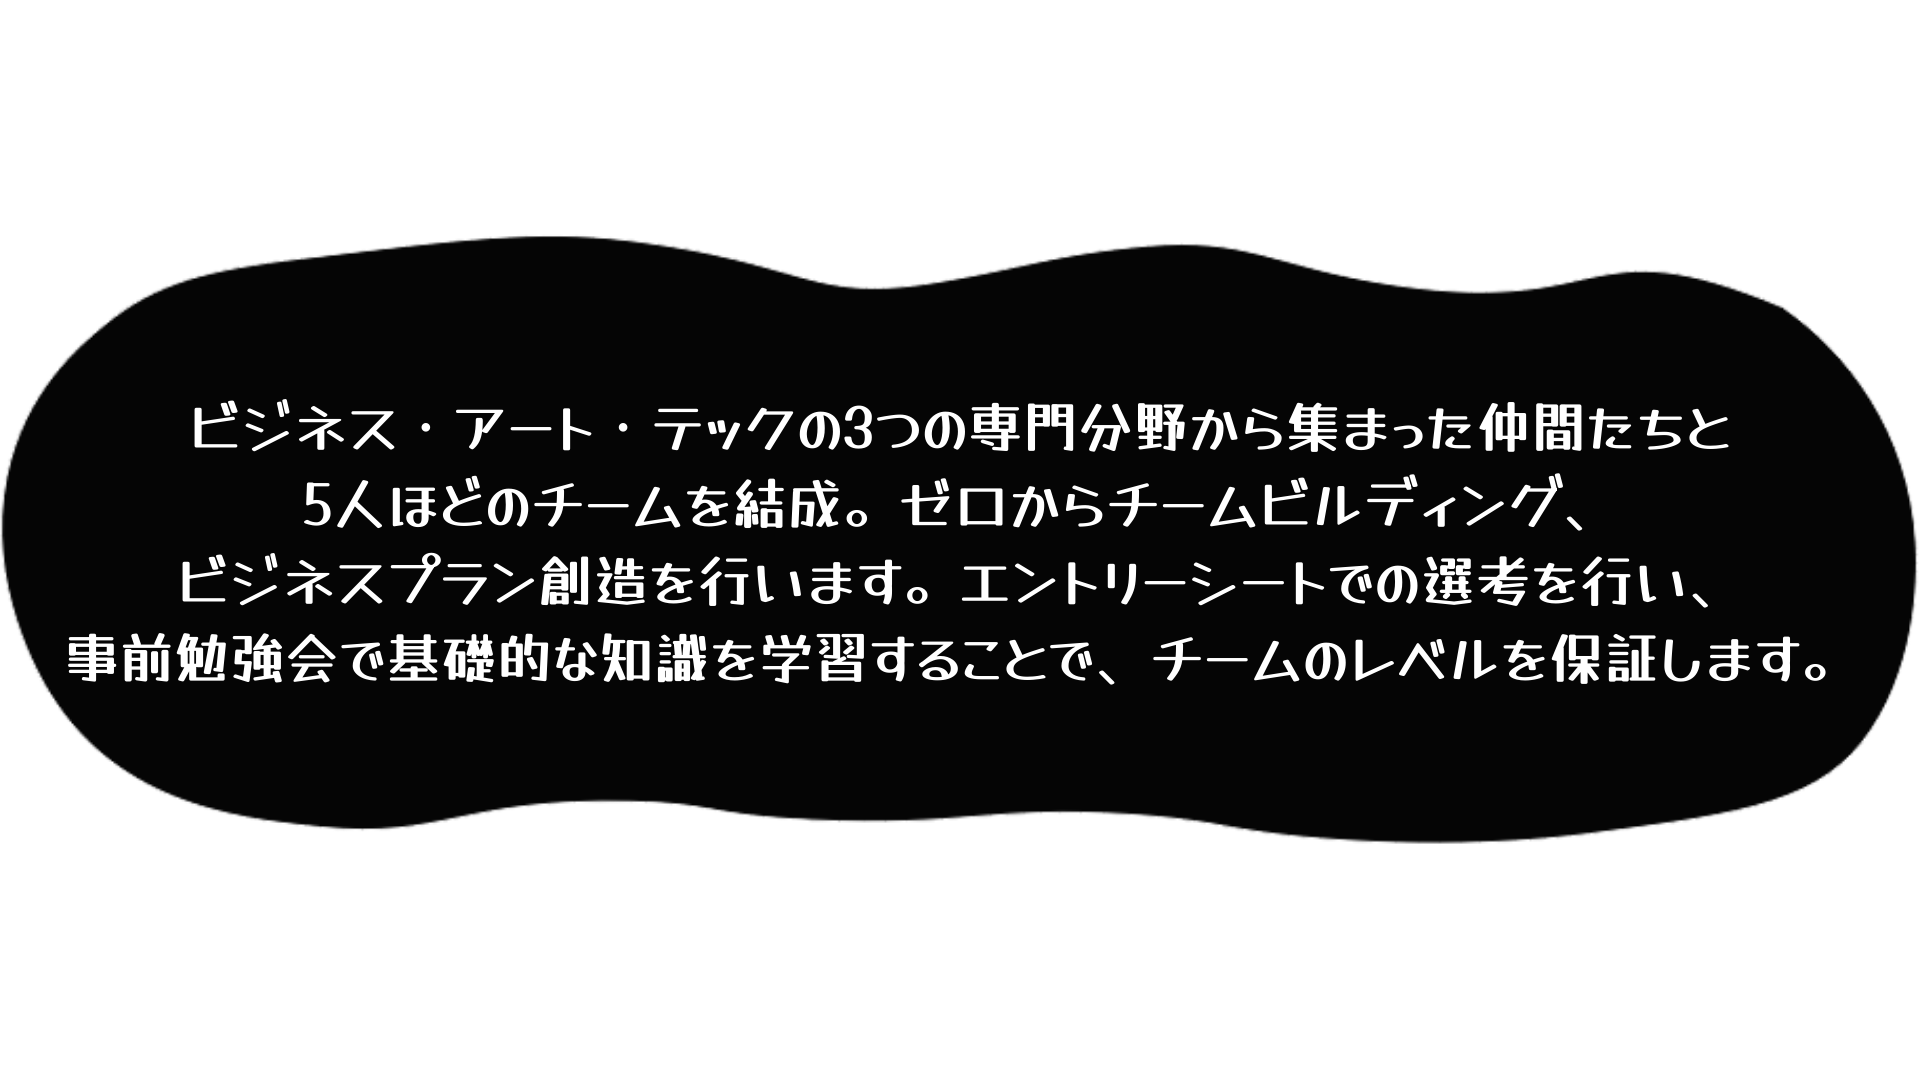 ビジネス・アート・テックの3つの専門分野から集まった仲間たちと
5人ほどのチームを結成。ゼロからチームビルディング、
ビジネスプラン創造を行います。エントリーシートでの選考を行い、
事前勉強会で基礎的な知識を学習することで、チームのレベルを保証します。